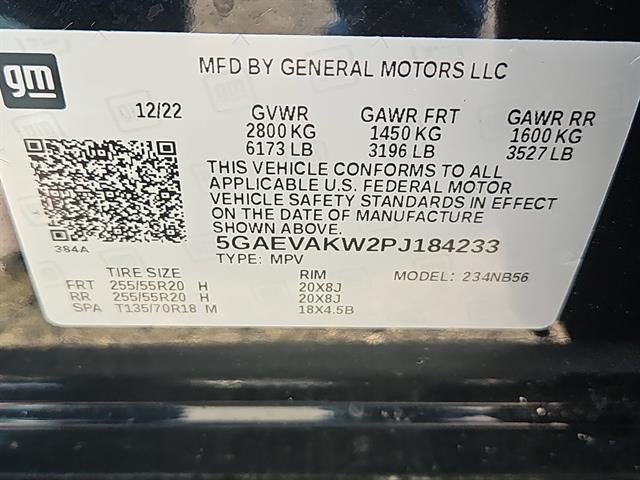 gm
MFD BY GENERAL MOTORS LLC
12/22 GVWR GAWR FRT GAWR RR
2800 KG 1450 KG 1600 KG
6173 LB 3196 LB 3527 LB
THIS VEHICLE CONFORMS TO ALL
APPLICABLE U.S. FEDERAL MOTOR
VEHICLE SAFETY STANDARDS IN EFFECT
ON THE DATE OF MANUFACTURE
SHOWN ABOVE.
384A
5GAEVAKW2PJ184233
TYPE: MPV MODEL: 234NB56
TIRE SIZE RIM
FRT 255/55R20 H 20X8J
RR 255/55R20 H 20X8J
SPA T135/70R18 M 18X4.5B